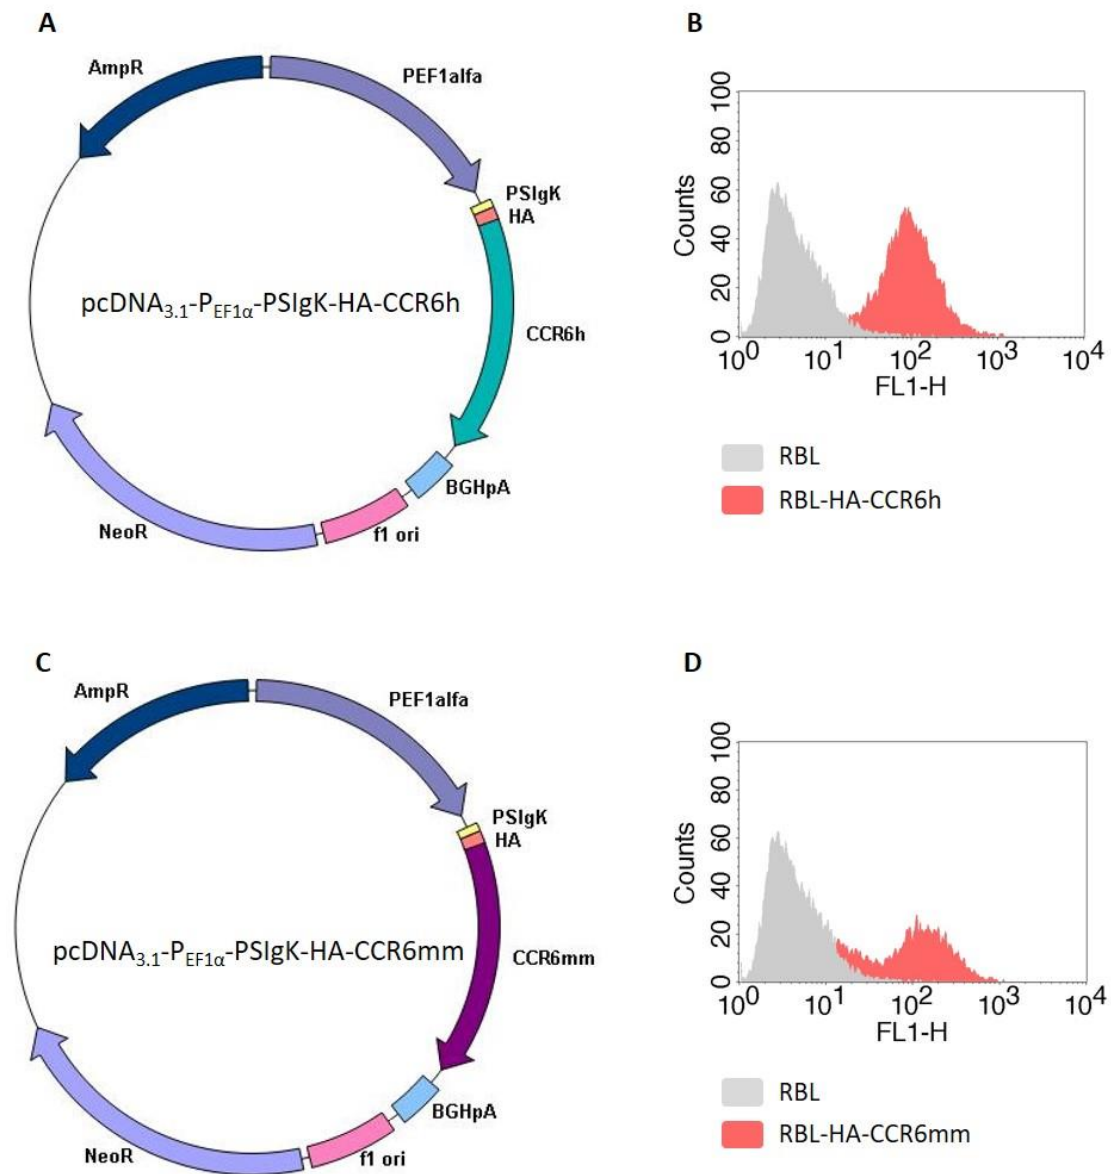 A
AmpR
PEF1alfa
PSIgK
HA
pcDNA3.1-PEF1α-PSIgK-HA-CCR6h
CCR6h
BGHpA
f1 ori
NeoR
B
100
80
60
40
20
0
Counts
10^0 10^1 10^2 10^3 10^4
FL1-H
RBL
RBL-HA-CCR6h
C
AmpR
PEF1alfa
PSIgK
HA
pcDNA3.1-PEF1α-PSIgK-HA-CCR6mm
CCR6mm
BGHpA
f1 ori
NeoR
D
100
80
60
40
20
0
Counts
10^0 10^1 10^2 10^3 10^4
FL1-H
RBL
RBL-HA-CCR6mm